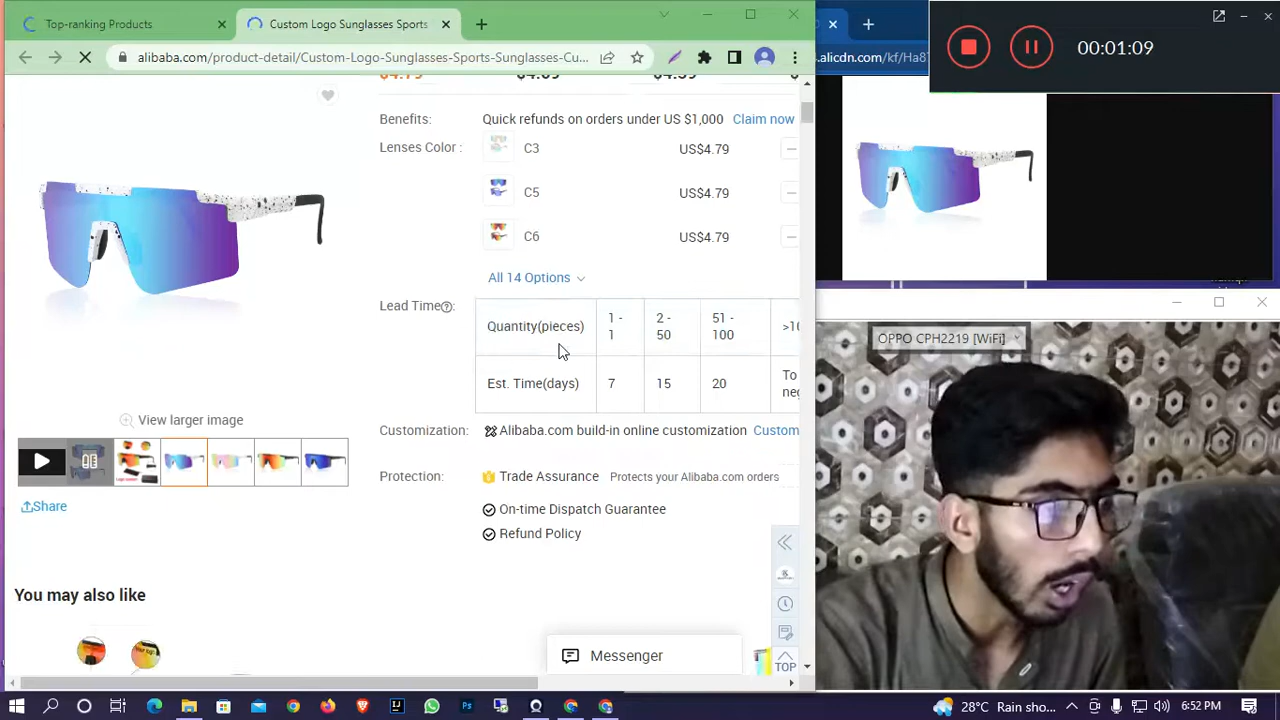 Top-ranking Products
Custom Logo Sunglasses Sports
00:01:09
alibaba.com/product-detail/Custom-Logo-Sunglasses-Sports-Sunglasses-Cu...
.alicdn.com/kf/Ha8
Benefits: Quick refunds on orders under US $1,000 Claim now
Lenses Color : C3 US$4.79
C5 US$4.79
C6 US$4.79
All 14 Options
Lead Time
Quantity(pieces) 1 - 1 2 - 50 51 - 100
Est. Time(days) 7 15 20 To
View larger image
Customization: Alibaba.com build-in online customization Custom
Protection: Trade Assurance Protects your Alibaba.com orders
On-time Dispatch Guarantee
Refund Policy
Share
You may also like
Messenger
TOP
OPPO CPH2219 [WiFi]
28°C Rain sho... 6:52 PM